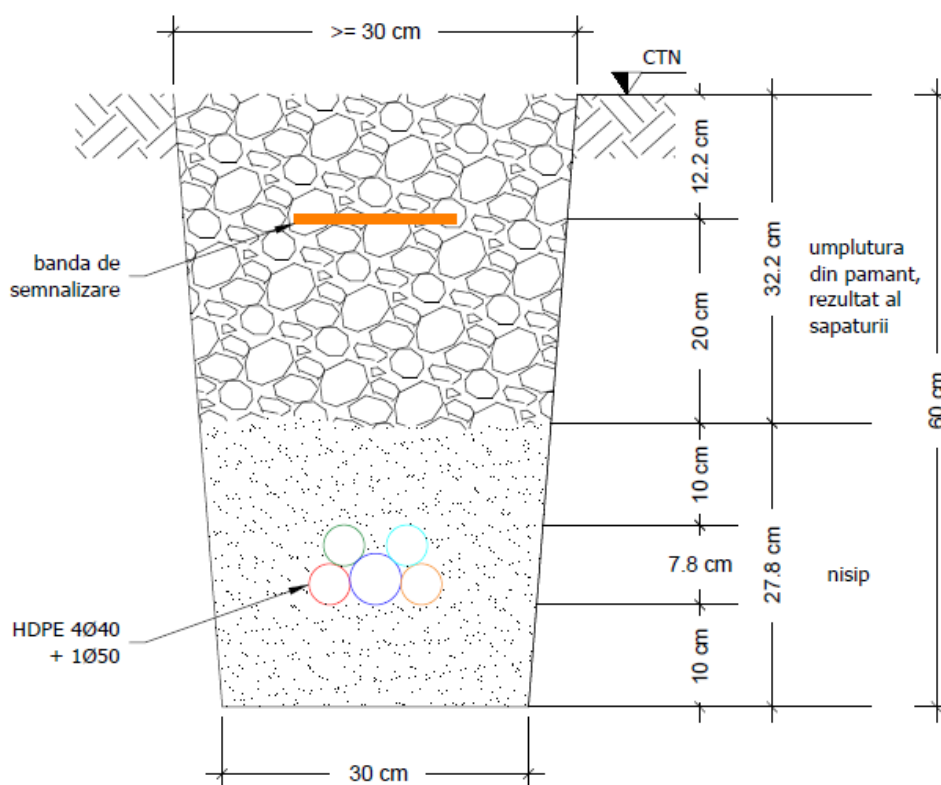 >= 30 cm
CTN
12.2 cm
32.2 cm
20 cm
60 cm
banda de
semnalizare
umplutura
din pamant,
rezultat al
sapaturii
10 cm
7.8 cm
27.8 cm
nisip
10 cm
HDPE 4Ø40
+ 1Ø50
30 cm